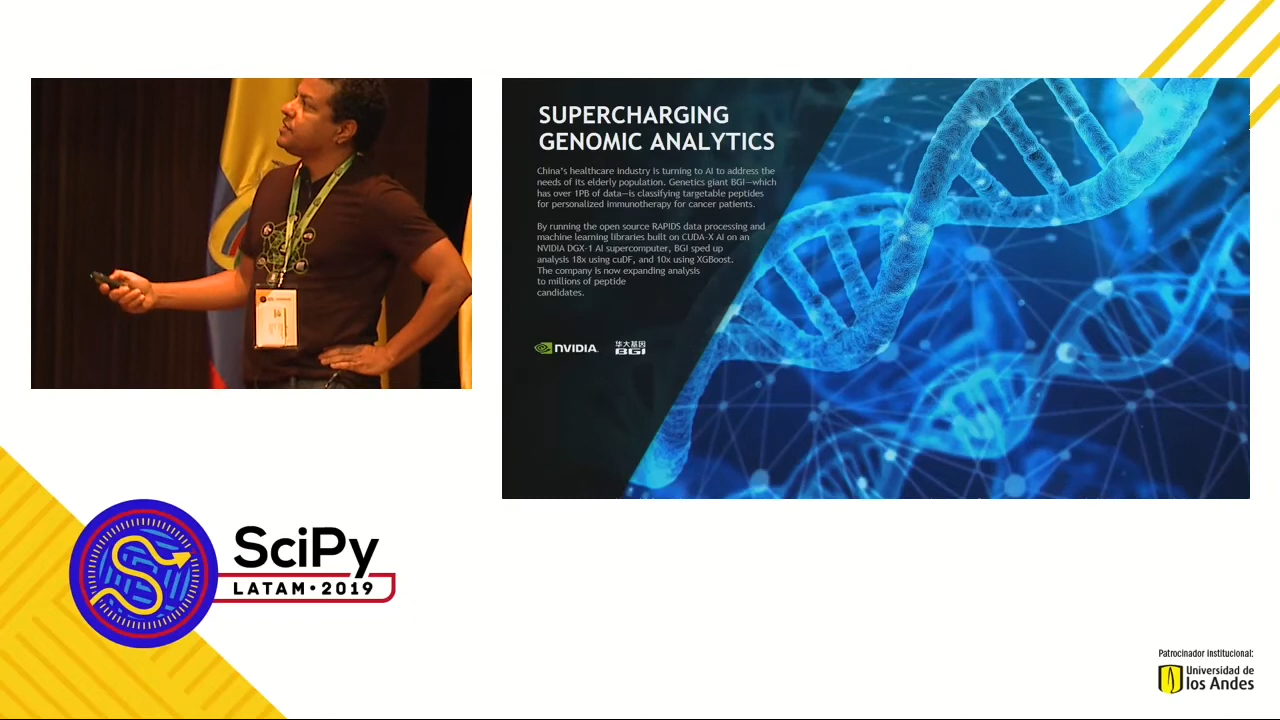 SUPERCHARGING
GENOMIC ANALYTICS
China's healthcare industry is turning to AI to address the
needs of its elderly population. Genetics giant BGI—which
has over 1PB of data—is classifying targetable peptides
for personalized immunotherapy for cancer patients.
By running the open source RAPIDS data processing and
machine learning libraries built on CUDA-X AI on an
NVIDIA DGX-1 AI supercomputer, BGI sped up
analysis 18x using cuDF, and 10x using XGBoost.
The company is now expanding analysis
to millions of peptide
candidates.
NVIDIA.
华大基因
BGI
SciPy
LATAM•2019
Patrocinador institucional:
Universidad de
los Andes